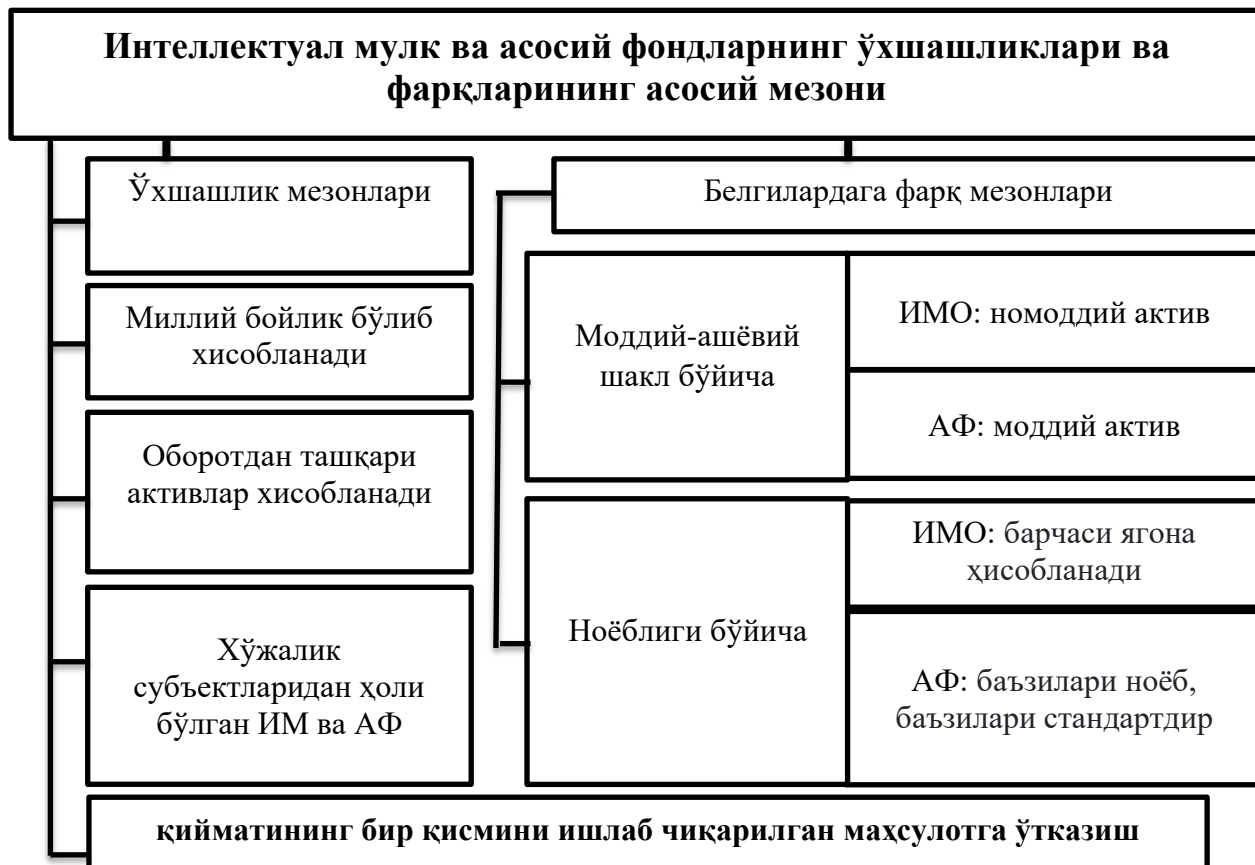 Интеллектуал мулк ва асосий фондларнинг ўхшашликлари ва
фарқларининг асосий мезони
Ўхшашлик мезонлари
Миллий бойлик бўлиб
хисобланади
Оборотдан ташқари
активлар хисобланади
Хўжалик
субъектларидан ҳоли
бўлган ИМ ва АФ
Белгилардага фарқ мезонлари
Моддий-ашёвий
шакл бўйича
ИМО: номоддий актив
АФ: моддий актив
Ноёблиги бўйича
ИМО: барчаси ягона
ҳисобланади
АФ: баъзилари ноёб,
баъзилари стандартдир
қийматининг бир қисмини ишлаб чиқарилган маҳсулотга ўтказиш